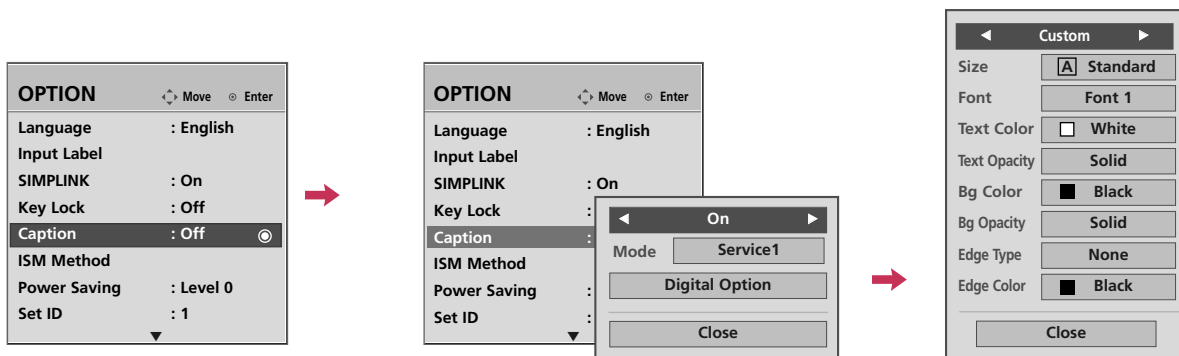 OPTION Move Enter
Language : English
Input Label
SIMPLINK : On
Key Lock : Off
Caption : Off
ISM Method
Power Saving : Level 0
Set ID : 1
OPTION Move Enter
Language : English
Input Label
SIMPLINK : On
Key Lock :
Caption :
ISM Method
Power Saving :
Set ID :
On
Mode Service1
Digital Option
Close
Custom
Size A Standard
Font Font 1
Text Color White
Text Opacity Solid
Bg Color Black
Bg Opacity Solid
Edge Type None
Edge Color Black
Close